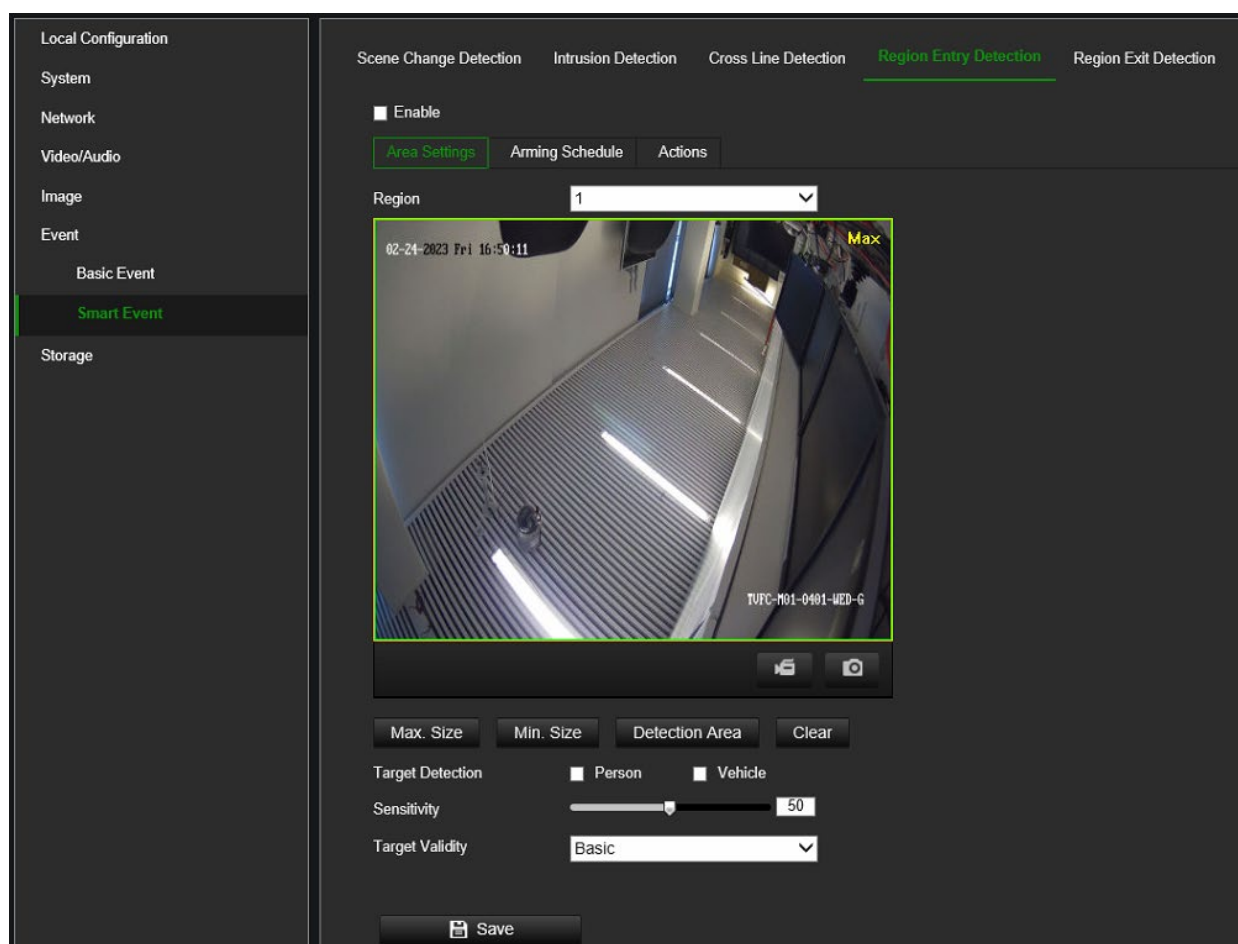 Local Configuration
System
Network
Video/Audio
Image
Event
Basic Event
Smart Event
Storage
Scene Change Detection Intrusion Detection Cross Line Detection Region Entry Detection Region Exit Detection
Enable
Area Settings Arming Schedule Actions
Region 1
Max
02-24-2023 Fri 16:50:11
TVFC-M01-0401-WED-G
Max. Size Min. Size Detection Area Clear
Target Detection Person Vehicle
Sensitivity 50
Target Validity Basic
Save